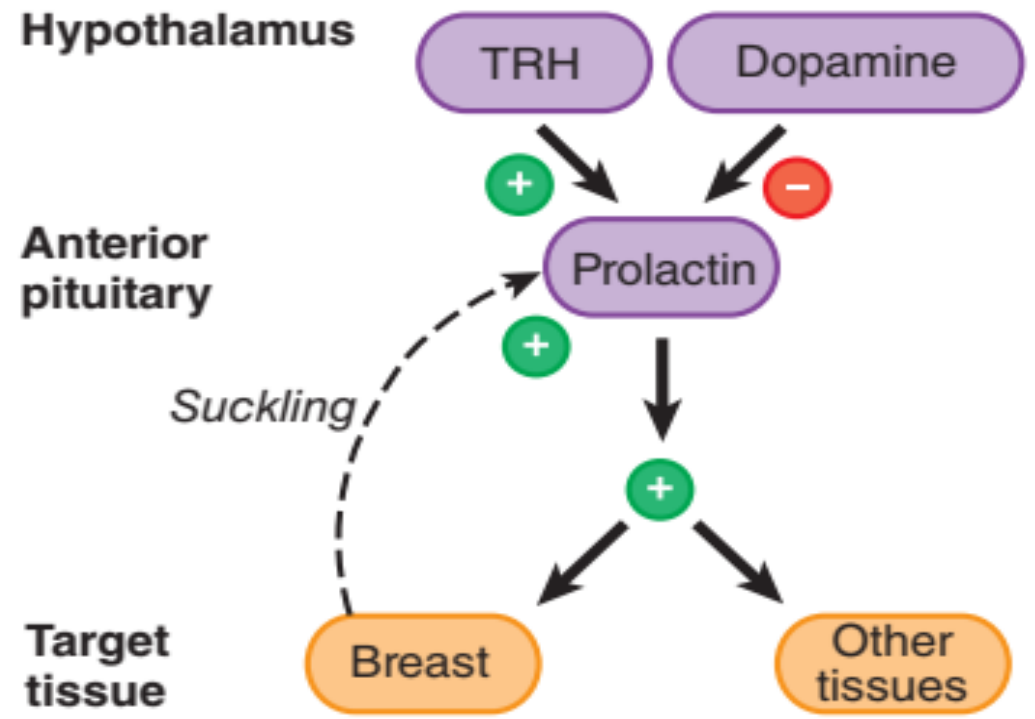 Hypothalamus
TRH
Dopamine
+
−
Anterior
pituitary
Prolactin
+
Suckling
+
Target
tissue
Breast
Other
tissues